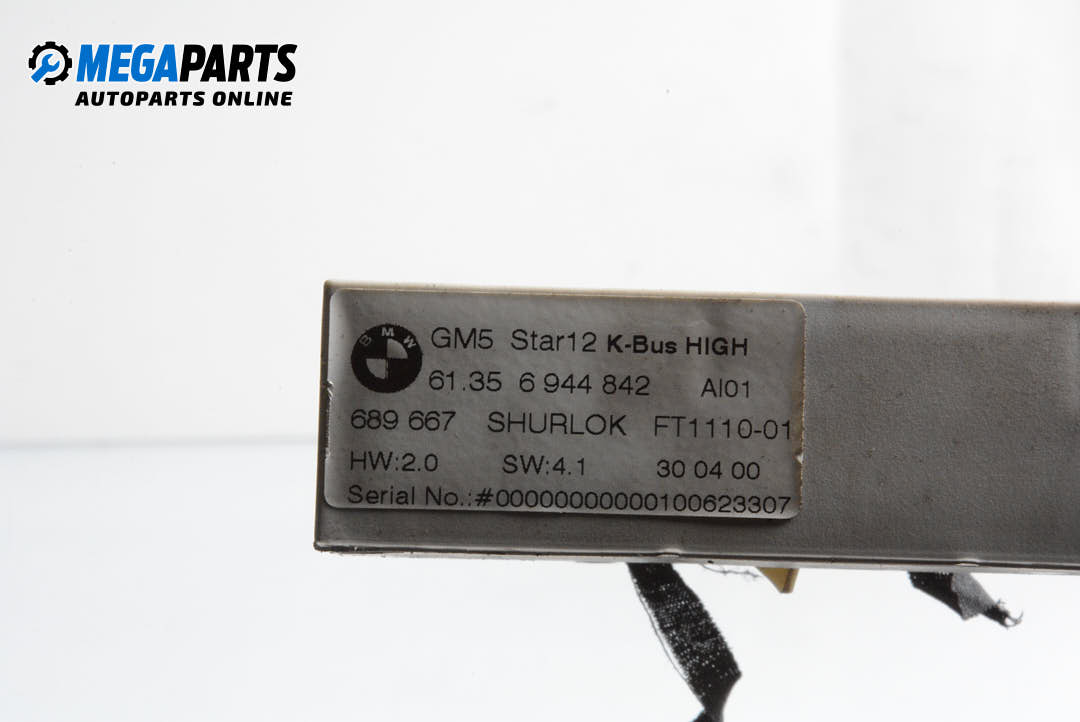 MEGAPARTS
AUTOPARTS ONLINE
BMW
GM5 Star12 K-Bus HIGH
61.35 6 944 842 AI01
689 667 SHURLOK FT1110-01
HW:2.0 SW:4.1 30 04 00
Serial No.:#00000000000100623307